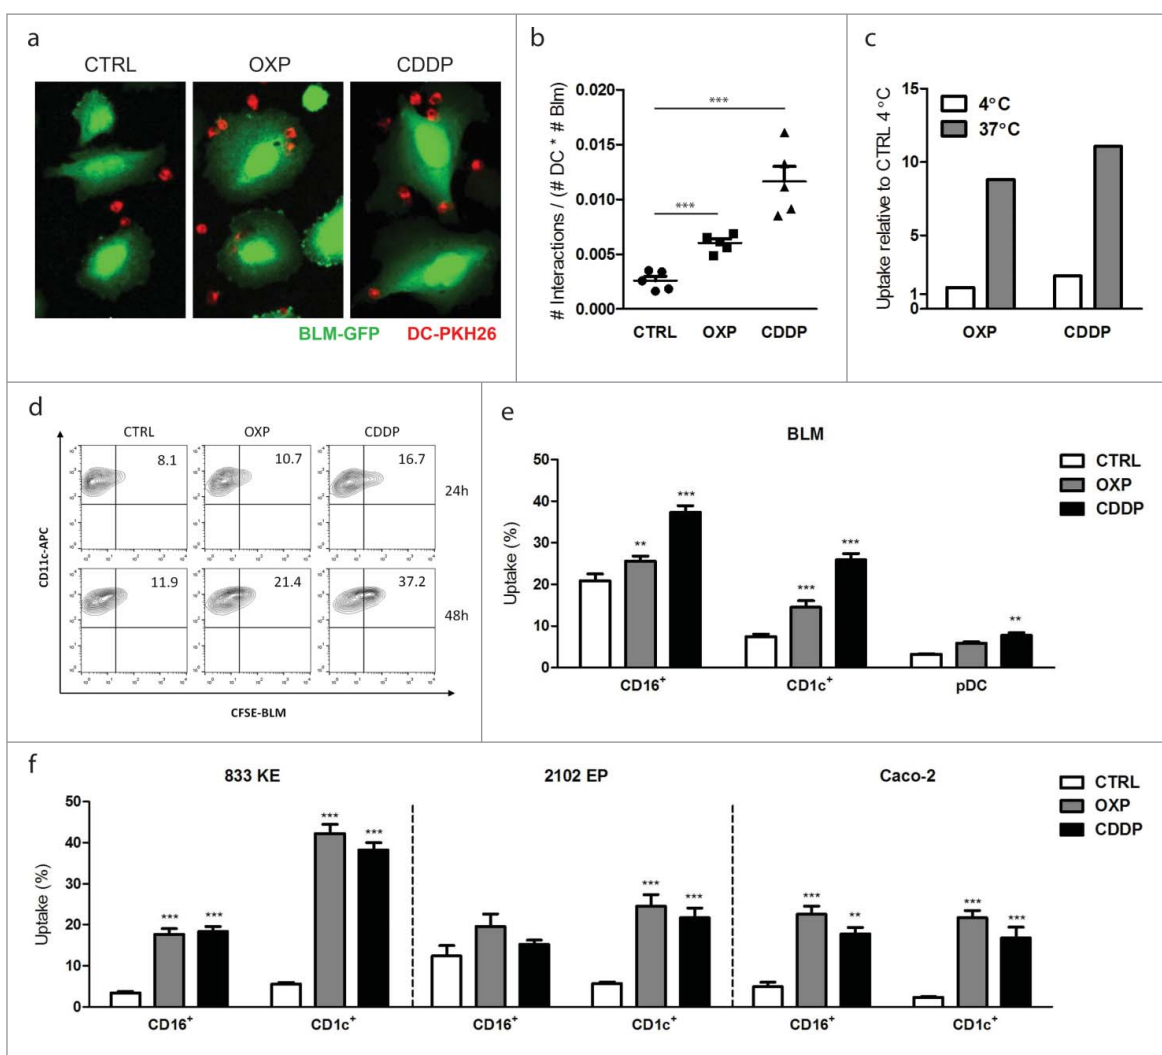 a
CTRL OXP CDDP
BLM-GFP DC-PKH26
b
# Interactions / (# DC * # Blm)
0.020
0.015
0.010
0.005
0.000
***
***
CTRL OXP CDDP
c
Uptake relative to CTRL 4 °C
15
10
5
1
0
4°C
37°C
OXP CDDP
d
CTRL OXP CDDP
8.1 10.7 16.7
24h
11.9 21.4 37.2
48h
CD11c-APC
CFSE-BLM
e
BLM
Uptake (%)
50
40
30
20
10
0
** ***
*** ***
**
CD16+ CD1c+ pDC
CTRL
OXP
CDDP
f
833 KE 2102 EP Caco-2
Uptake (%)
50
40
30
20
10
0
*** *** *** *** *** *** *** ** *** ***
CD16+ CD1c+ CD16+ CD1c+ CD16+ CD1c+
CTRL
OXP
CDDP